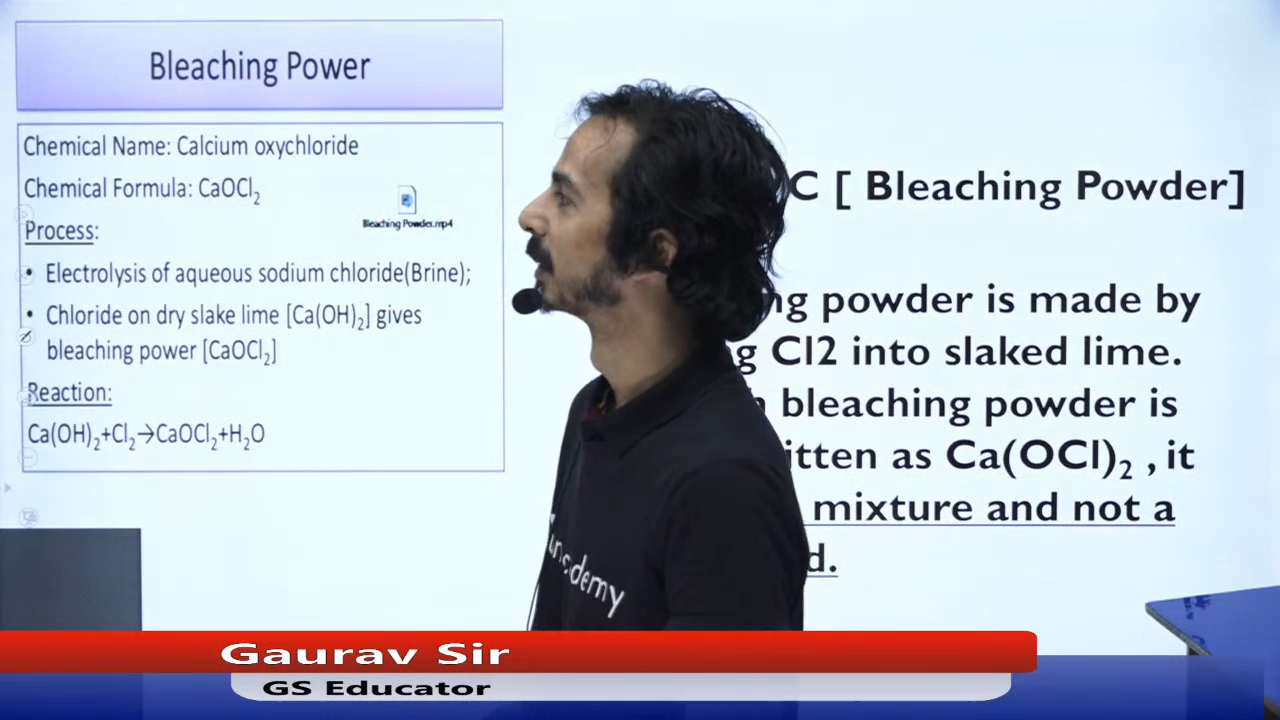 Bleaching Power
Chemical Name: Calcium oxychloride
Chemical Formula: CaOCl₂
Bleaching Powder.mp4
Process:
• Electrolysis of aqueous sodium chloride(Brine);
• Chloride on dry slake lime [Ca(OH)₂] gives
bleaching power [CaOCl₂]
Reaction:
Ca(OH)₂+Cl₂→CaOCl₂+H₂O
C [ Bleaching Powder]
powder is made by
Cl2 into slaked lime.
bleaching powder is
as Ca(OCl)₂ , it
mixture and not a
unacademy
Gaurav Sir
GS Educator